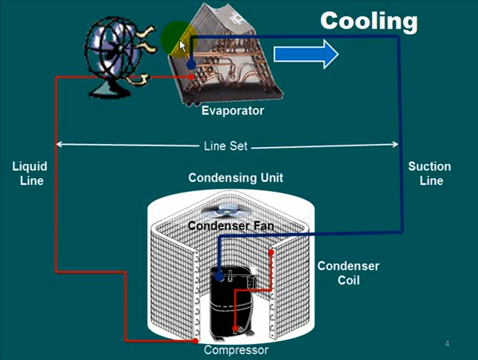 Cooling
Evaporator
Line Set
Liquid
Line
Suction
Line
Condensing Unit
Condenser Fan
Condenser
Coil
Compressor
4